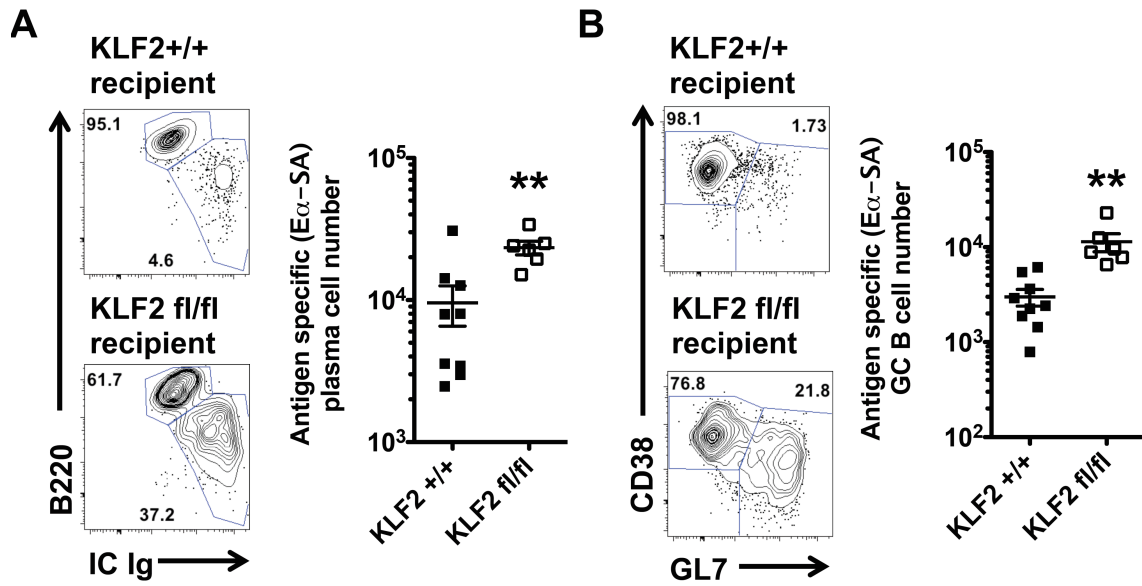 A
KLF2+/+
recipient
95.1
4.6
KLF2 fl/fl
recipient
61.7
37.2
B220
IC Ig
Antigen specific (Eα–SA)
plasma cell number
10^5
**
10^4
10^3
KLF2 +/+
KLF2 fl/fl
B
KLF2+/+
recipient
98.1
1.73
KLF2 fl/fl
recipient
76.8
21.8
CD38
GL7
Antigen specific (Eα–SA)
GC B cell number
10^5
**
10^4
10^3
10^2
KLF2 +/+
KLF2 fl/fl